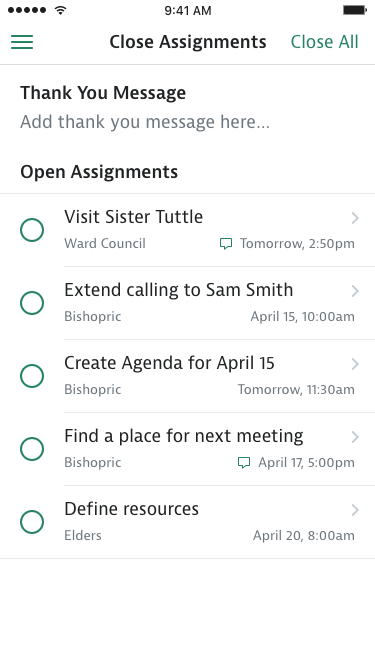 9:41 AM
Close Assignments Close All
Thank You Message
Add thank you message here...
Open Assignments
Visit Sister Tuttle
Ward Council Tomorrow, 2:50pm
Extend calling to Sam Smith
Bishopric April 15, 10:00am
Create Agenda for April 15
Bishopric Tomorrow, 11:30am
Find a place for next meeting
Bishopric April 17, 5:00pm
Define resources
Elders April 20, 8:00am